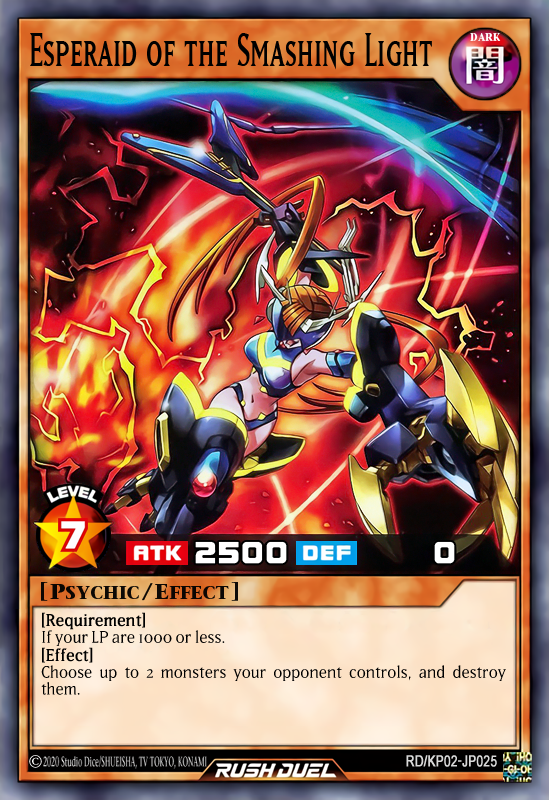 Esperaid of the Smashing Light
DARK
闇
LEVEL
7
ATK 2500 DEF 0
[Psychic/Effect]
[Requirement]
If your LP are 1000 or less.
[Effect]
Choose up to 2 monsters your opponent controls, and destroy
them.
©2020 Studio Dice/SHUEISHA, TV TOKYO, KONAMI
RUSH DUEL
RD/KP02-JP025